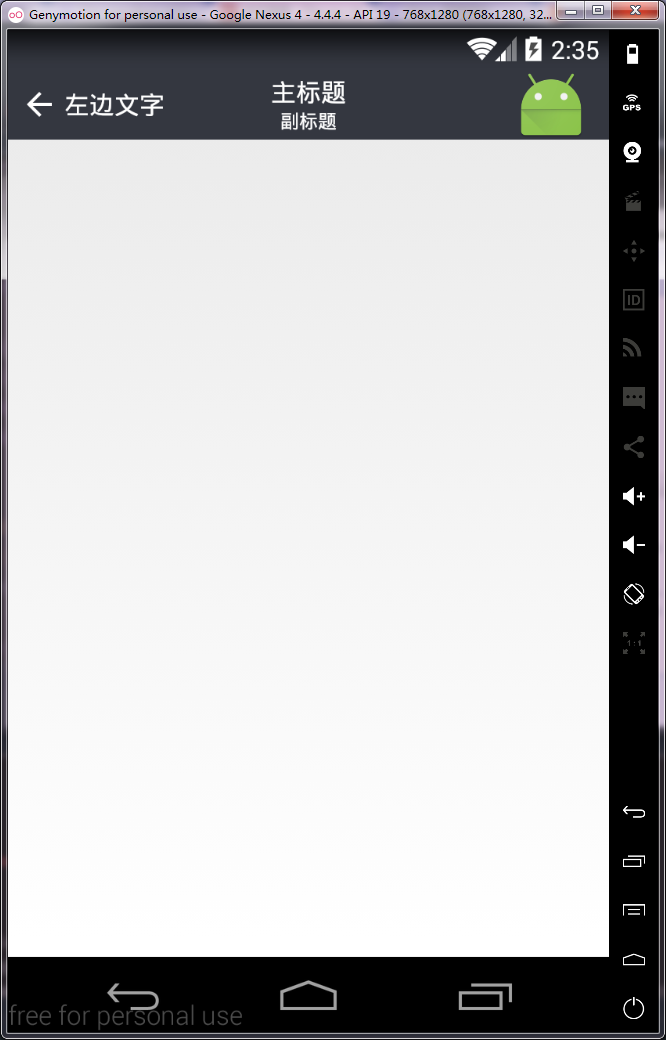 Genymotion for personal use - Google Nexus 4 - 4.4.4 - API 19 - 768x1280 (768x1280, 32...
2:35
左边文字
主标题
副标题
GPS
ID
1:1
free for personal use